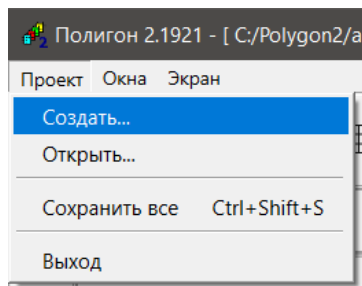 Полигон 2.1921 - [ C:/Polygon2/a
Проект Окна Экран
Создать...
Открыть...
Сохранить все Ctrl+Shift+S
Выход